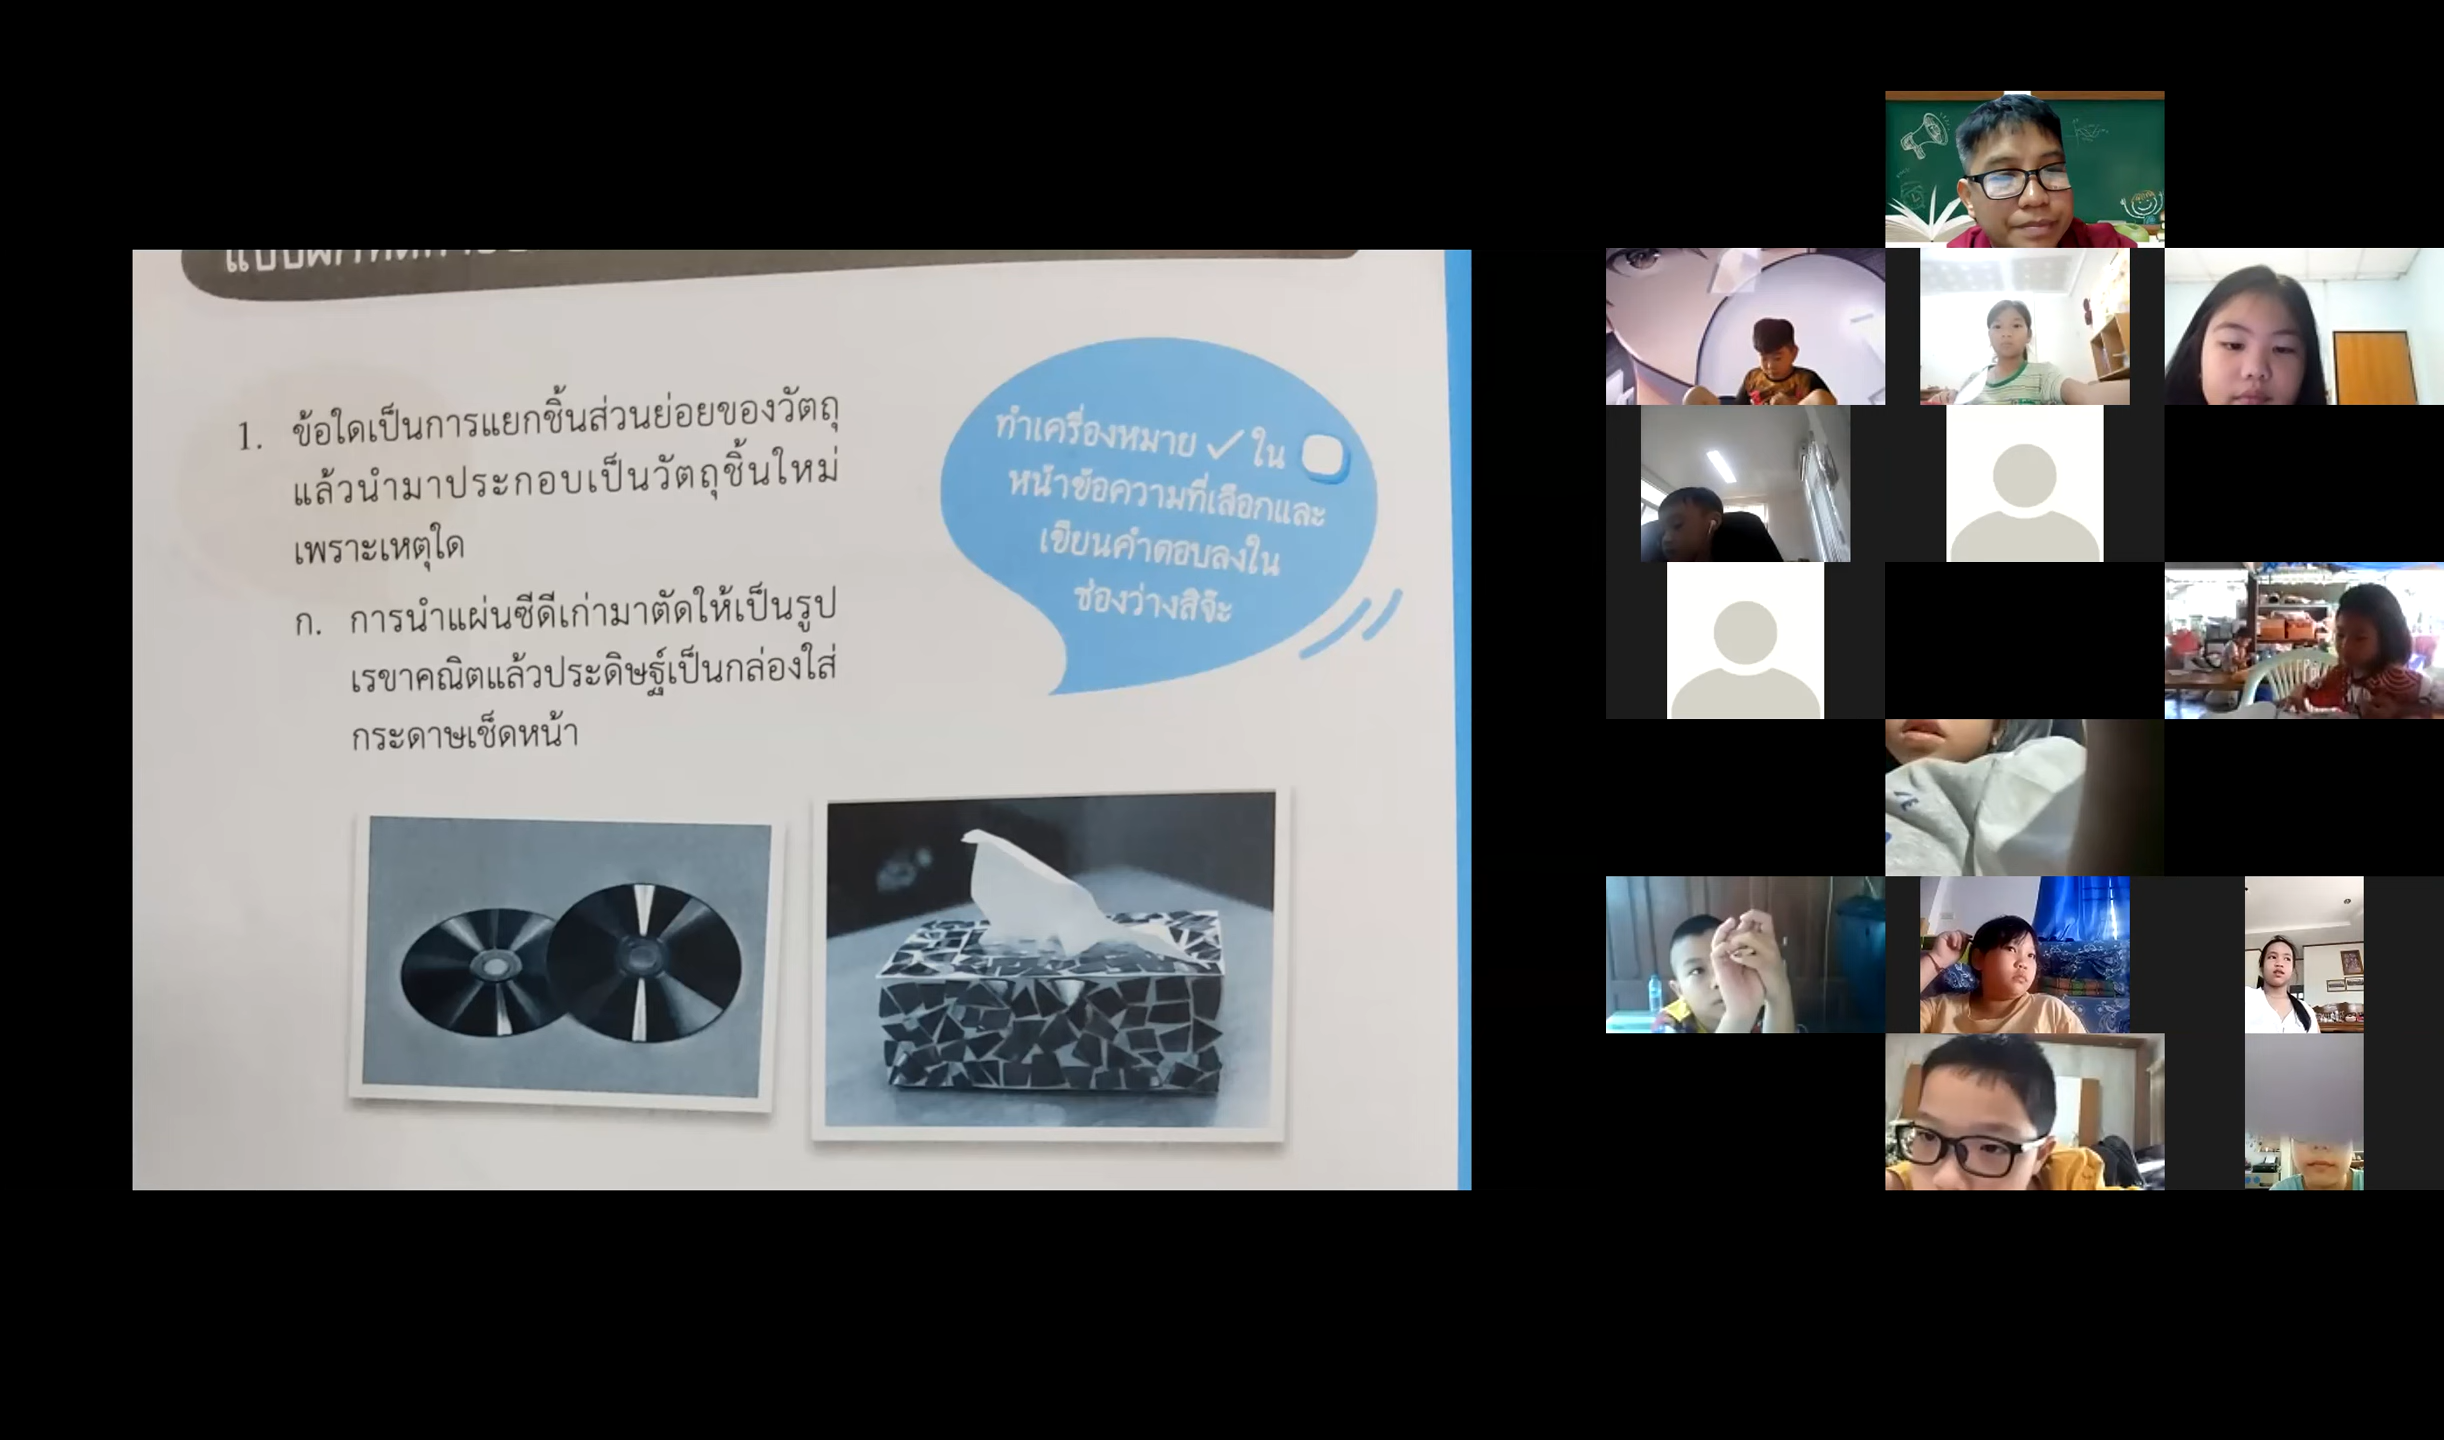 1. ข้อใดเป็นการแยกชิ้นส่วนย่อยของวัตถุ
แล้วนำมาประกอบเป็นวัตถุชิ้นใหม่
เพราะเหตุใด
ก. การนำแผ่นซีดีเก่ามาตัดให้เป็นรูป
เรขาคณิตแล้วประดิษฐ์เป็นกล่องใส่
กระดาษเช็ดหน้า
ทำเครื่องหมาย ✓ ใน
หน้าข้อความที่เลือกและ
เขียนคำตอบลงใน
ช่องว่างสิจ๊ะ